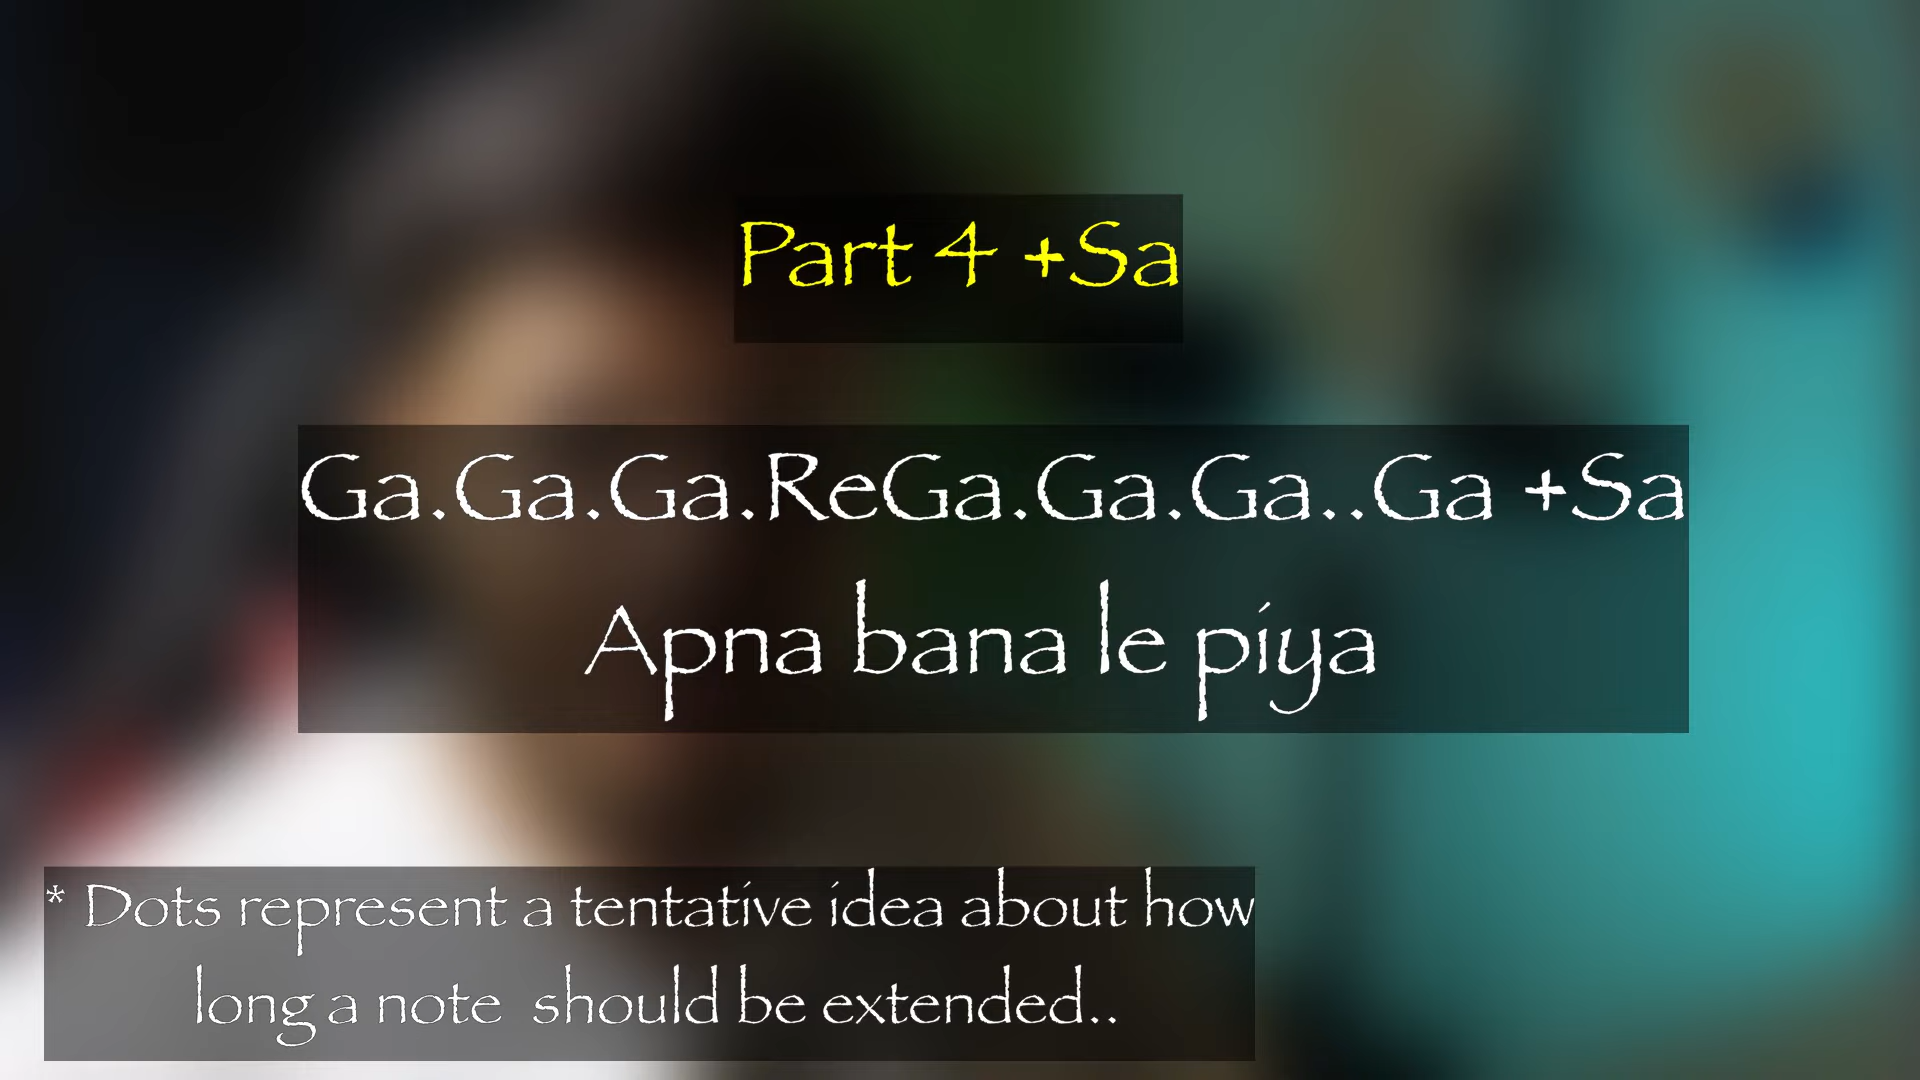 Part 4 +Sa
Ga.Ga.Ga.ReGa.Ga.Ga..Ga +Sa
Apna bana le piya
* Dots represent a tentative idea about how
long a note should be extended..